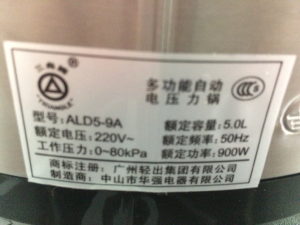 三角牌
TRIANGLE
多功能自动
电压力锅
型号: ALD5-9A
额定容量: 5.0L
额定电压: 220V~
额定频率: 50Hz
工作压力: 0~80kPa
额定功率: 900W
商标注册: 广州轻出集团有限公司
制造商: 中山市华强电器有限公司